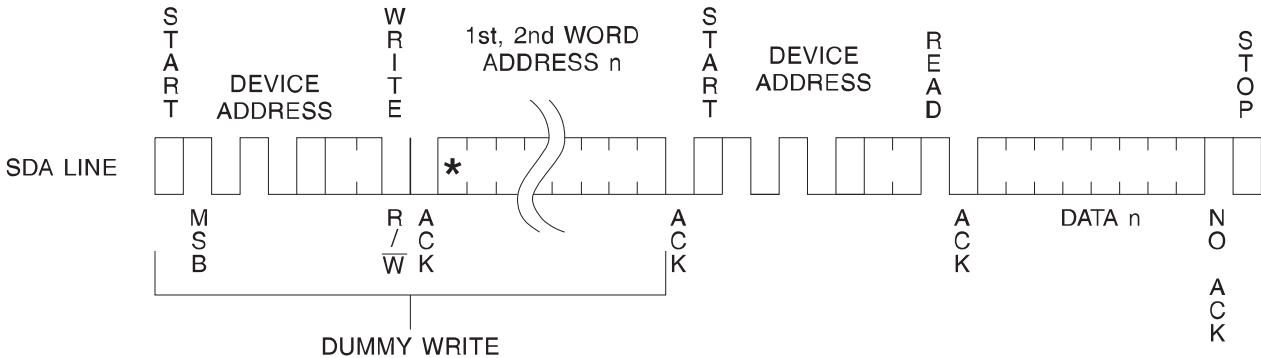 START
DEVICE
ADDRESS
WRITE
1st, 2nd WORD
ADDRESS n
START
DEVICE
ADDRESS
READ
STOP
SDA LINE
*
MSB
R/W
ACK
ACK
ACK
DATA n
NO ACK
DUMMY WRITE